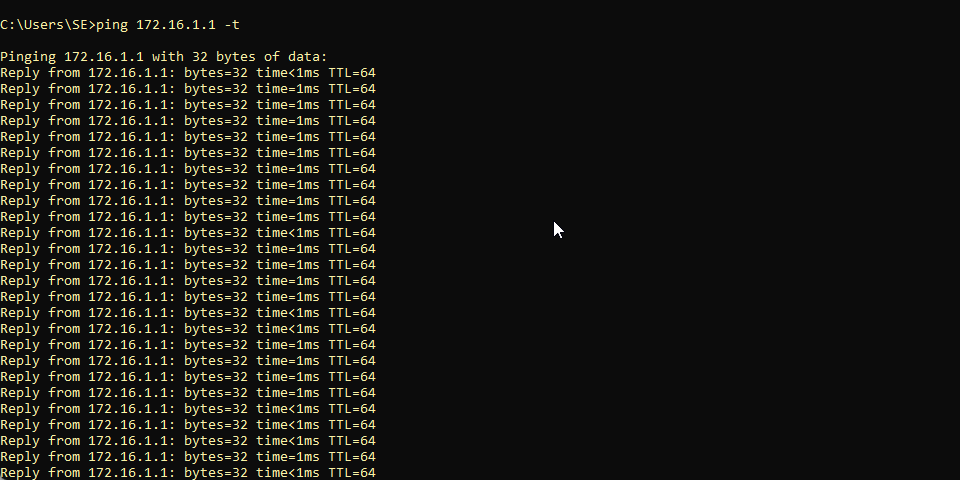 C:\Users\SE>ping 172.16.1.1 -t
Pinging 172.16.1.1 with 32 bytes of data:
Reply from 172.16.1.1: bytes=32 time<1ms TTL=64
Reply from 172.16.1.1: bytes=32 time=1ms TTL=64
Reply from 172.16.1.1: bytes=32 time=1ms TTL=64
Reply from 172.16.1.1: bytes=32 time=1ms TTL=64
Reply from 172.16.1.1: bytes=32 time=1ms TTL=64
Reply from 172.16.1.1: bytes=32 time=1ms TTL=64
Reply from 172.16.1.1: bytes=32 time=1ms TTL=64
Reply from 172.16.1.1: bytes=32 time=1ms TTL=64
Reply from 172.16.1.1: bytes=32 time=1ms TTL=64
Reply from 172.16.1.1: bytes=32 time=1ms TTL=64
Reply from 172.16.1.1: bytes=32 time<1ms TTL=64
Reply from 172.16.1.1: bytes=32 time=1ms TTL=64
Reply from 172.16.1.1: bytes=32 time=1ms TTL=64
Reply from 172.16.1.1: bytes=32 time=1ms TTL=64
Reply from 172.16.1.1: bytes=32 time=1ms TTL=64
Reply from 172.16.1.1: bytes=32 time=1ms TTL=64
Reply from 172.16.1.1: bytes=32 time<1ms TTL=64
Reply from 172.16.1.1: bytes=32 time=1ms TTL=64
Reply from 172.16.1.1: bytes=32 time=1ms TTL=64
Reply from 172.16.1.1: bytes=32 time=1ms TTL=64
Reply from 172.16.1.1: bytes=32 time=1ms TTL=64
Reply from 172.16.1.1: bytes=32 time<1ms TTL=64
Reply from 172.16.1.1: bytes=32 time<1ms TTL=64
Reply from 172.16.1.1: bytes=32 time=1ms TTL=64
Reply from 172.16.1.1: bytes=32 time=1ms TTL=64
Reply from 172.16.1.1: bytes=32 time<1ms TTL=64